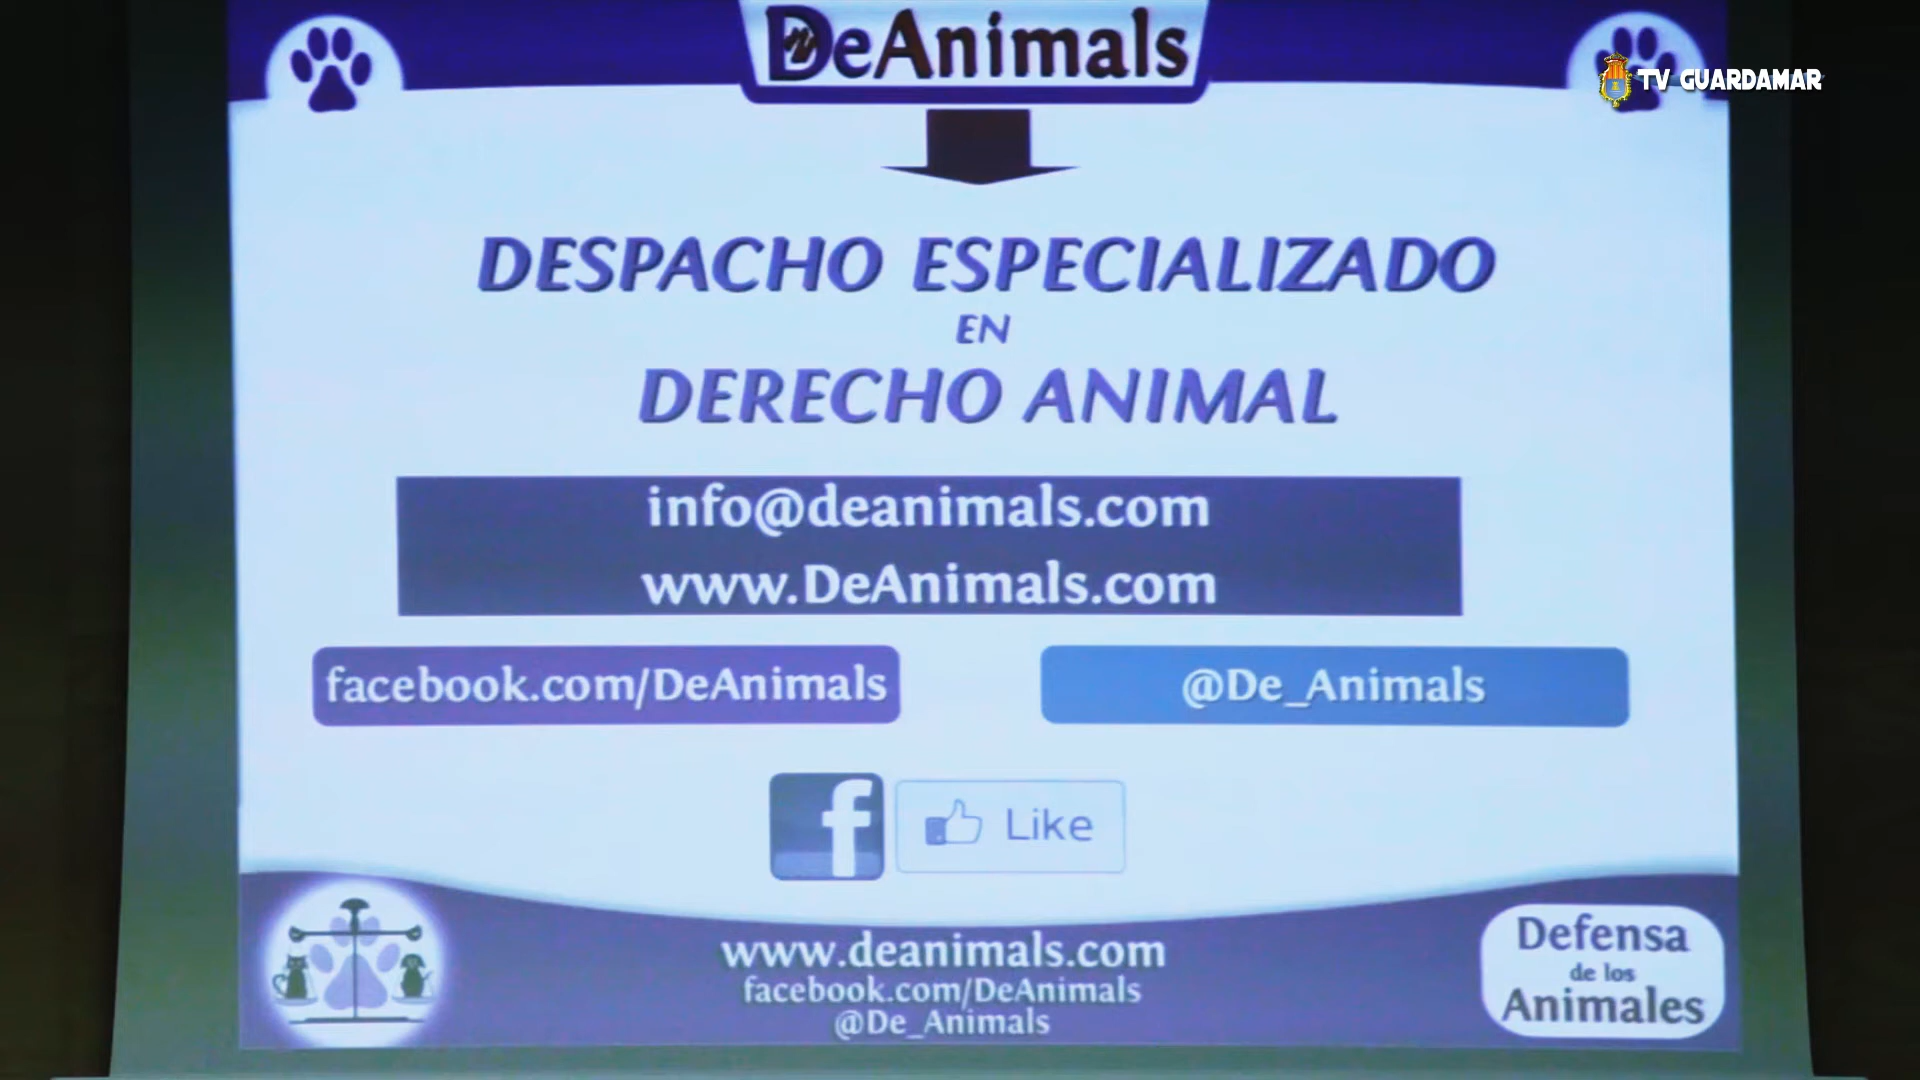 DeAnimals
TV GUARDAMAR
DESPACHO ESPECIALIZADO
EN
DERECHO ANIMAL
info@deanimals.com
www.DeAnimals.com
facebook.com/DeAnimals
@De_Animals
f
Like
www.deanimals.com
facebook.com/DeAnimals
@De_Animals
Defensa
de los
Animales